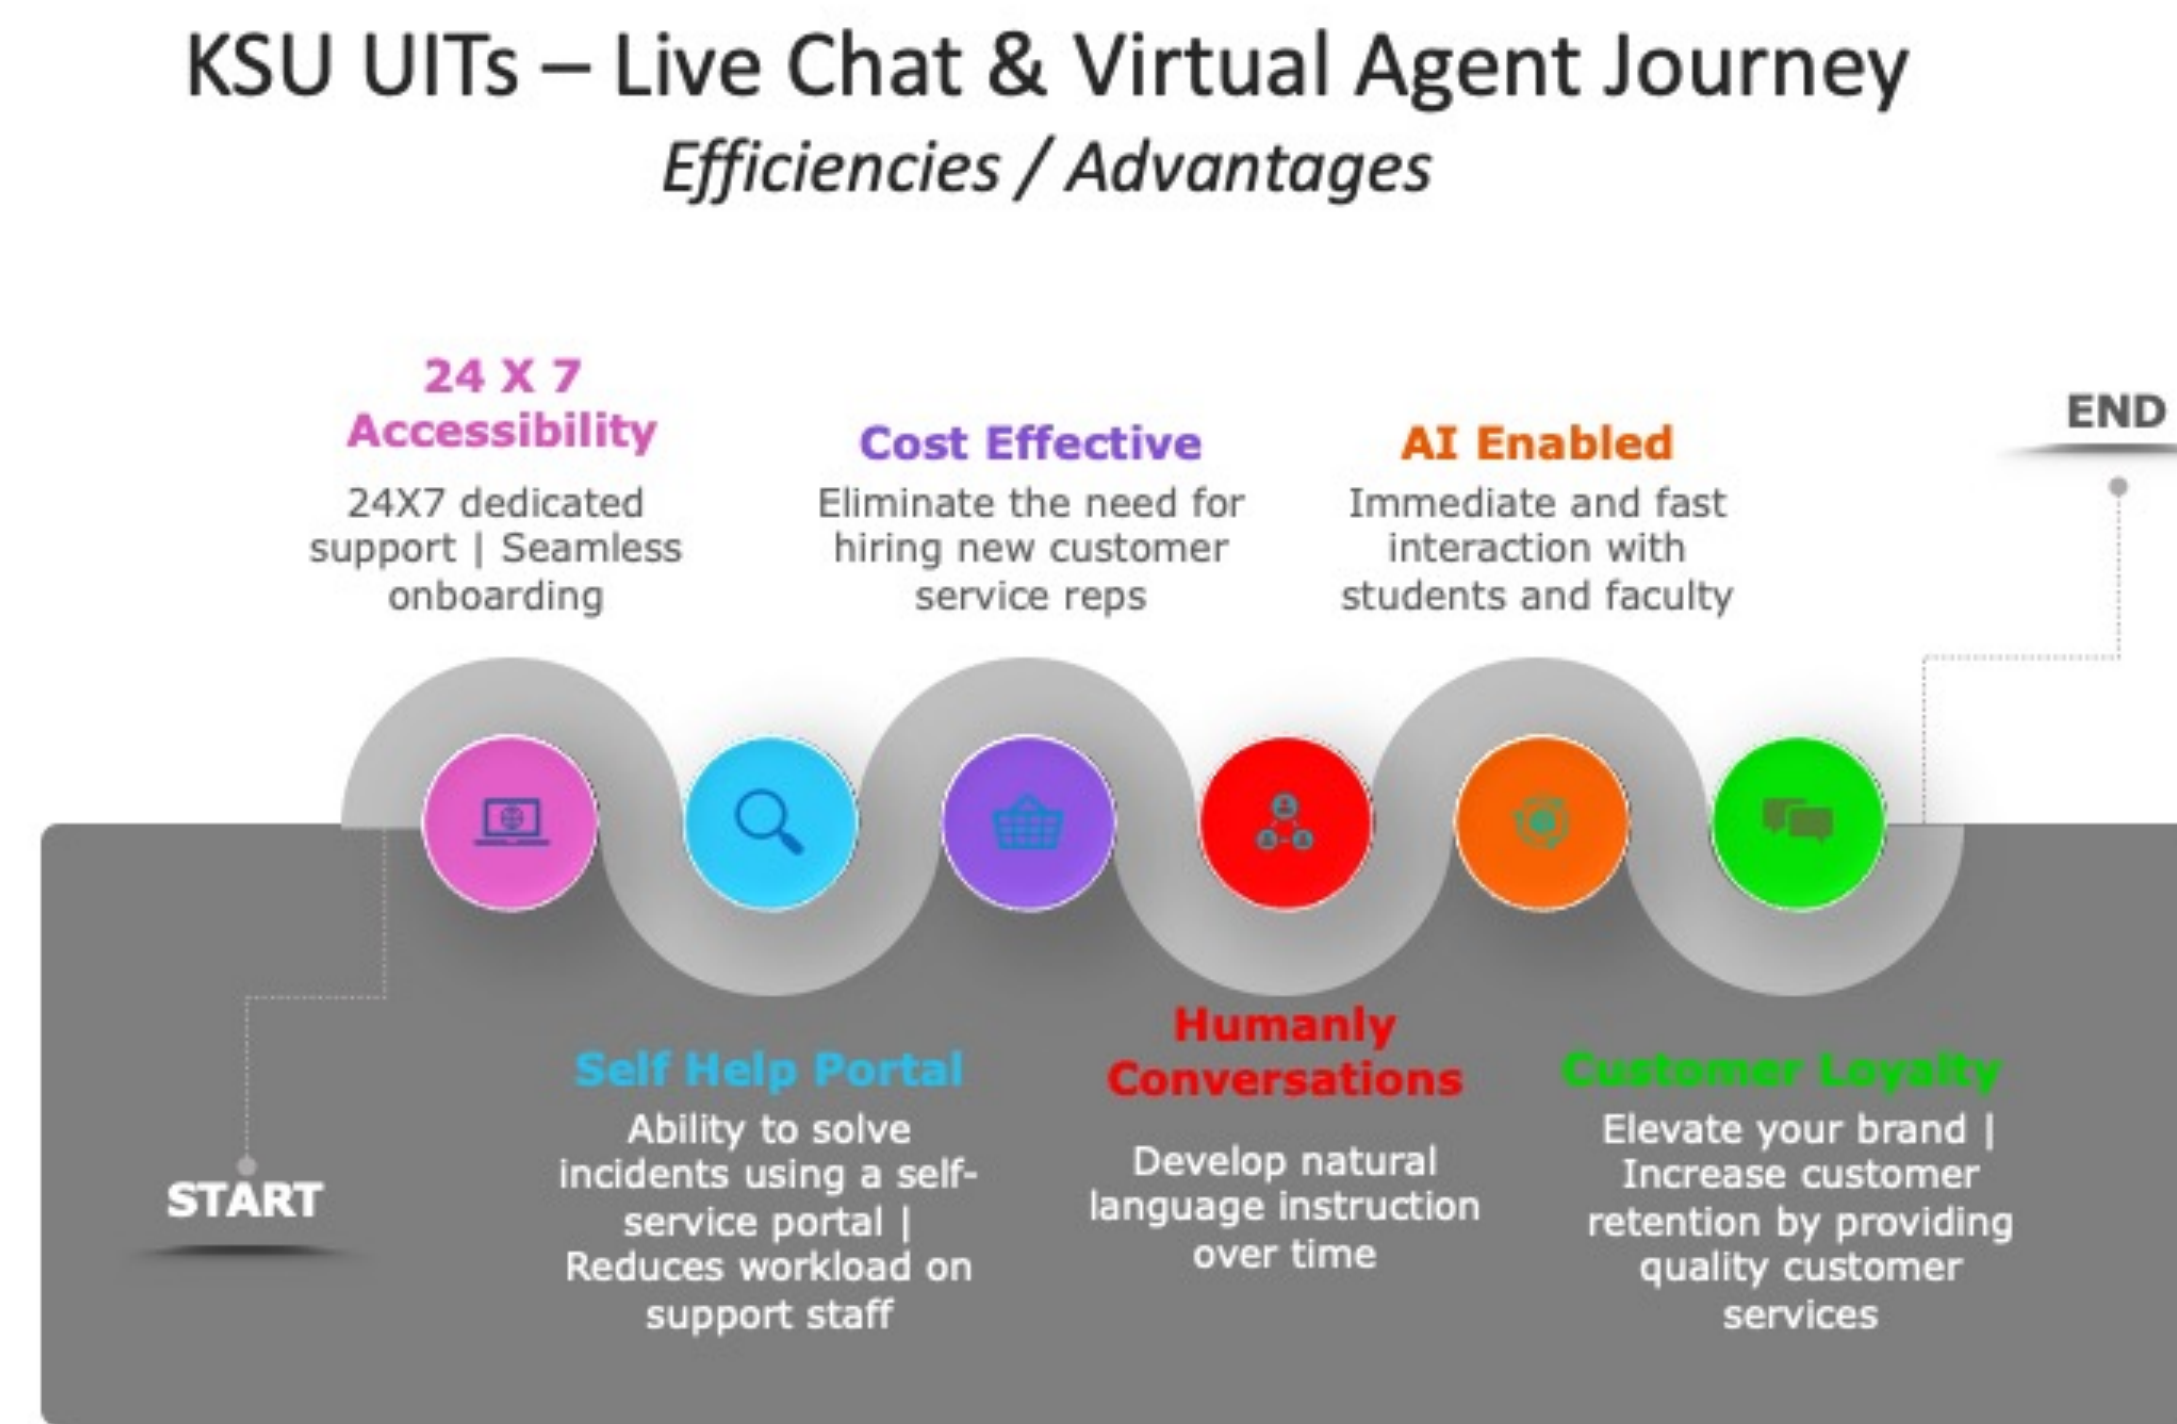 KSU UITs – Live Chat & Virtual Agent Journey
Efficiencies / Advantages
24 X 7
Accessibility
24X7 dedicated
support | Seamless
onboarding
Cost Effective
Eliminate the need for
hiring new customer
service reps
AI Enabled
Immediate and fast
interaction with
students and faculty
END
START
Self Help Portal
Ability to solve
incidents using a self-
service portal |
Reduces workload on
support staff
Humanly
Conversations
Develop natural
language instruction
over time
Customer Loyalty
Elevate your brand |
Increase customer
retention by providing
quality customer
services